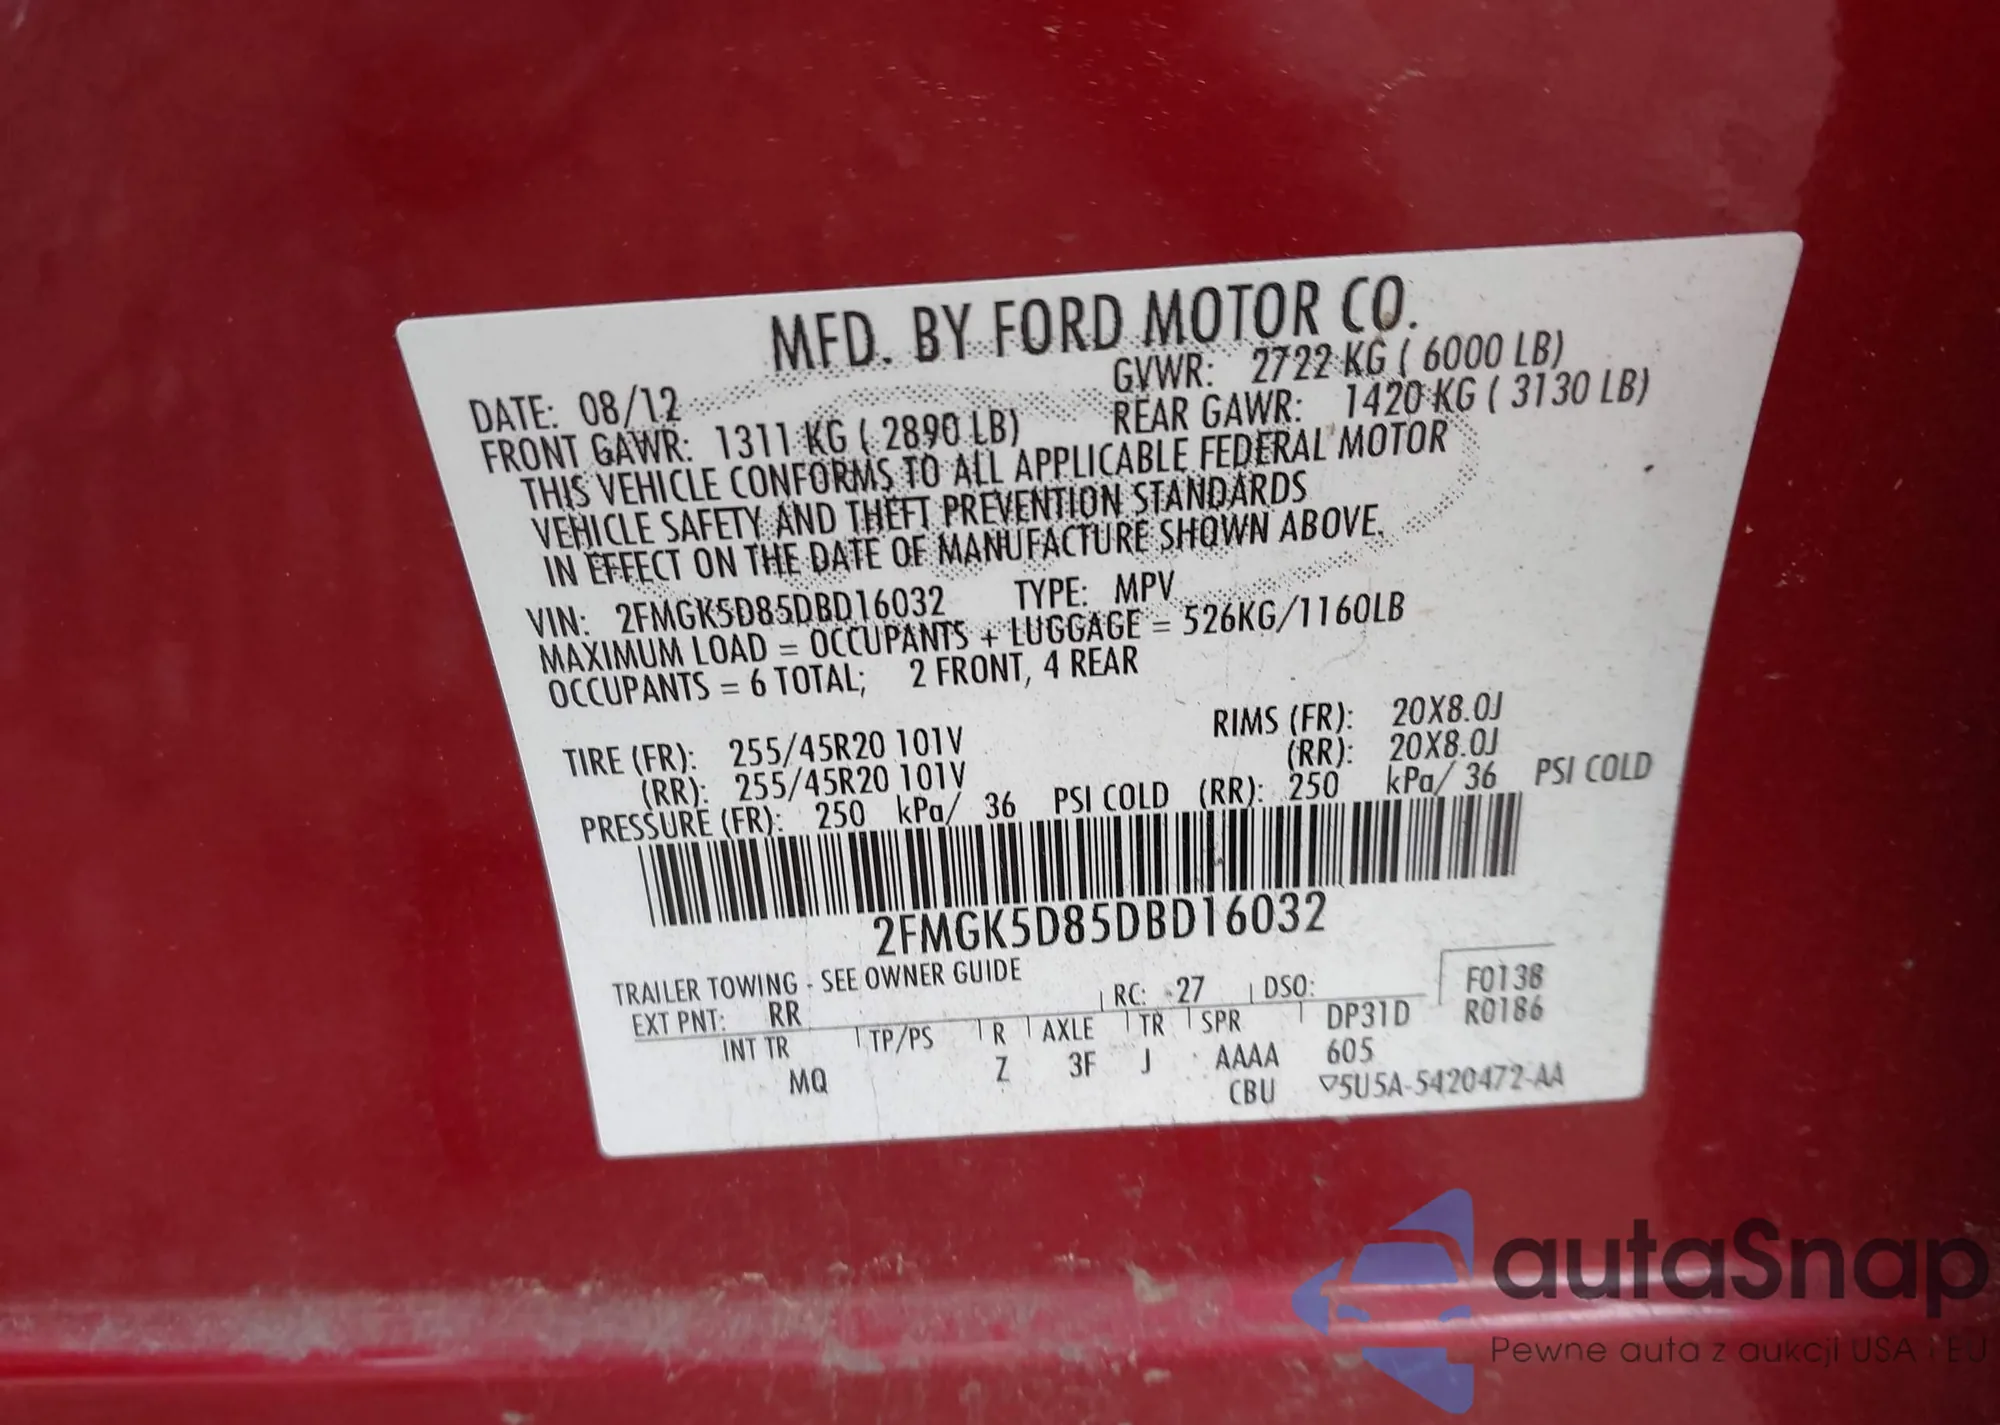 MFD. BY FORD MOTOR CO.
DATE: 08/12 GVWR: 2722 KG ( 6000 LB)
FRONT GAWR: 1311 KG ( 2890 LB) REAR GAWR: 1420 KG ( 3130 LB)
THIS VEHICLE CONFORMS TO ALL APPLICABLE FEDERAL MOTOR
VEHICLE SAFETY AND THEFT PREVENTION STANDARDS
IN EFFECT ON THE DATE OF MANUFACTURE SHOWN ABOVE.
VIN: 2FMGK5D85DBD16032 TYPE: MPV
MAXIMUM LOAD = OCCUPANTS + LUGGAGE = 526KG/1160LB
OCCUPANTS = 6 TOTAL; 2 FRONT, 4 REAR
TIRE (FR): 255/45R20 101V RIMS (FR): 20X8.0J
(RR): 255/45R20 101V (RR): 20X8.0J
PRESSURE (FR): 250 kPa/ 36 PSI COLD (RR): 250 kPa/ 36 PSI COLD
2FMGK5D85DBD16032
TRAILER TOWING - SEE OWNER GUIDE
EXT PNT: RR RC: 27 DSO: F0138
INT TR TP/PS R AXLE TR SPR DP31D R0186
MQ Z 3F J AAAA 605
CBU ▽5U5A-5420472-AA
autaSnap
Pewne auta z aukcji USA i EU